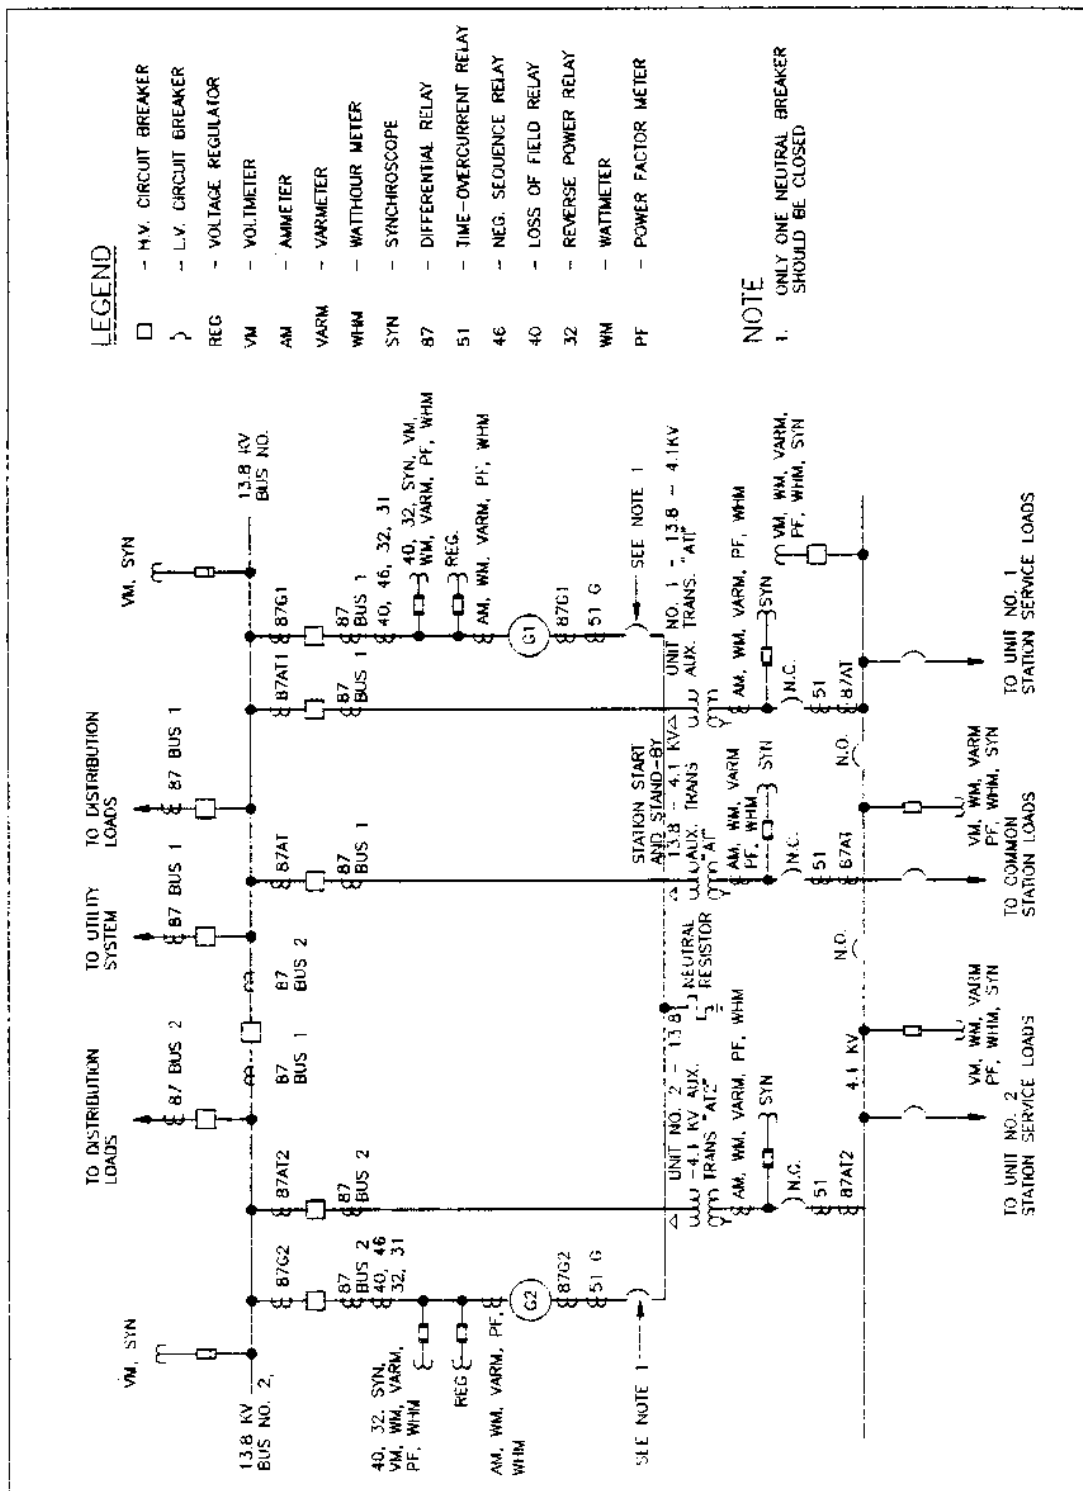 VM, SYN
13.8 KV
BUS NO. 2,
TO DISTRIBUTION
LOADS
87 BUS 2
TO UTILITY
SYSTEM
87 BUS 1
TO DISTRIBUTION
LOADS
87 BUS 1
VM, SYN
13.8 KV
BUS NO.
87
BUS 1
87
BUS 2
87G2
87
BUS 2
40, 46
32, 31
40, 32, SYN,
VM, WM, VARM,
PF, WHM
REG
AM, WM, VARM, PF,
WHM
G2
87G2
51 G
SEE NOTE 1
87AT2
87
BUS 2
UNIT NO. 2 - 13.8
-4.1 KV AUX.
TRANS "AT2"
AM, WM, VARM, PF, WHM
SYN
N.C.
51
87AT2
NEUTRAL
RESISTOR
87AT
87
BUS 1
STATION START
AND STAND-BY
13.8 - 4.1 KV
AUX. TRANS
"AT"
AM, WM, VARM
PF, WHM
SYN
N.C.
51
87AT
87AT1
87
BUS 1
UNIT NO. 1 - 13.8 - 4.1KV
AUX. TRANS. "AT1"
AM, WM, VARM, PF, WHM
SYN
N.C.
51
87AT
87G1
87
BUS 1
40, 46, 32, 31
40, 32, SYN, VM,
WM, VARM, PF, WHM
REG.
AM, WM, VARM, PF, WHM
G1
87G1
51 G
SEE NOTE 1
VM, WM, VARM,
PF, WHM, SYN
4.1 KV
N.O.
N.O.
TO UNIT NO. 2
STATION SERVICE LOADS
VM, WM, VARM
PF, WHM, SYN
TO COMMON
STATION LOADS
VM, WM, VARM
PF, WHM, SYN
TO UNIT NO. 1
STATION SERVICE LOADS
LEGEND
- H.V. CIRCUIT BREAKER
- L.V. CIRCUIT BREAKER
REG - VOLTAGE REGULATOR
VM - VOLTMETER
AM - AMMETER
VARM - VARMETER
WHM - WATTHOUR METER
SYN - SYNCHROSCOPE
87 - DIFFERENTIAL RELAY
51 - TIME-OVERCURRENT RELAY
46 - NEG. SEQUENCE RELAY
40 - LOSS OF FIELD RELAY
32 - REVERSE POWER RELAY
WM - WATTMETER
PF - POWER FACTOR METER
NOTE
1. ONLY ONE NEUTRAL BREAKER
SHOULD BE CLOSED